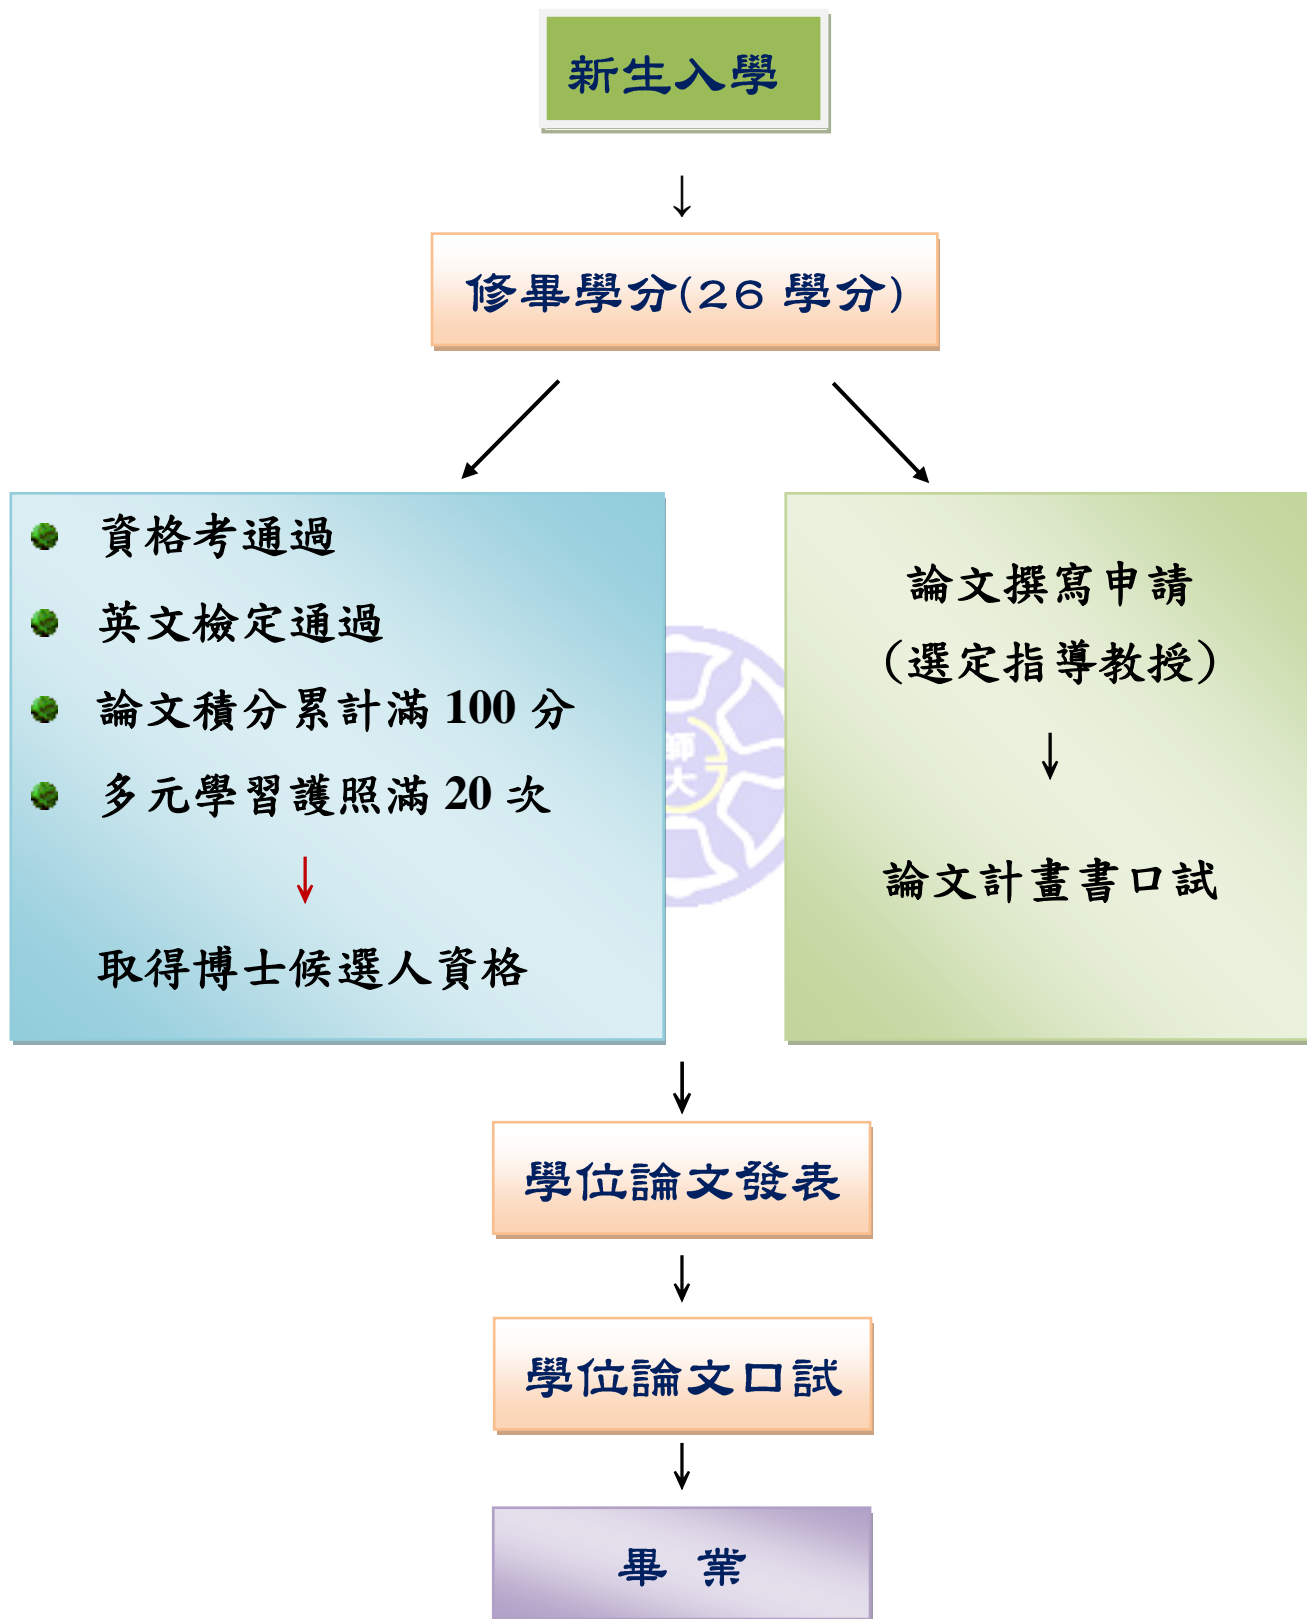 新生入學
↓
修畢學分(26 學分)
資格考通過
英文檢定通過
論文積分累計滿 100 分
多元學習護照滿 20 次
↓
取得博士候選人資格
論文撰寫申請
（選定指導教授）
↓
論文計畫書口試
師
大
↓
學位論文發表
↓
學位論文口試
↓
畢 業